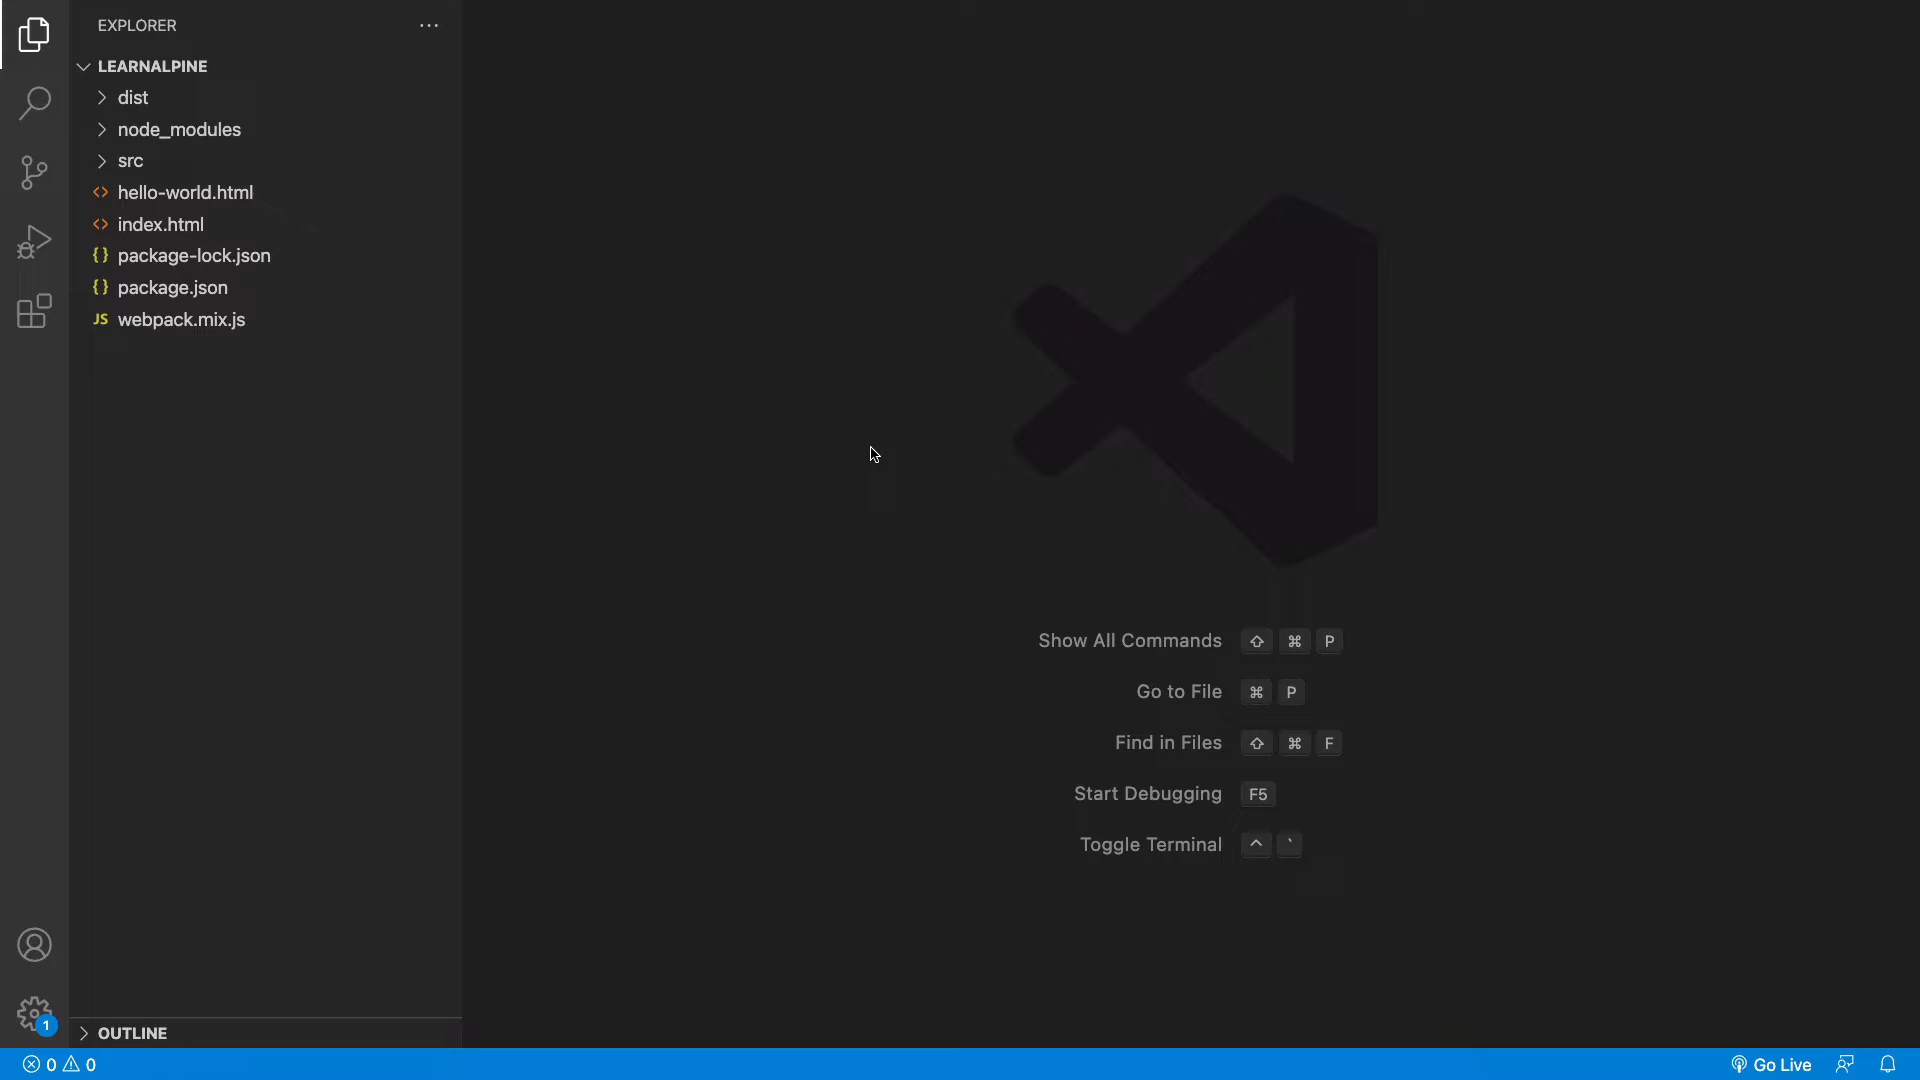 EXPLORER
LEARNALPINE
dist
node_modules
src
hello-world.html
index.html
package-lock.json
package.json
JS webpack.mix.js
Show All Commands ⇧ ⌘ P
Go to File ⌘ P
Find in Files ⇧ ⌘ F
Start Debugging F5
Toggle Terminal ^ `
1
OUTLINE
0 0
Go Live